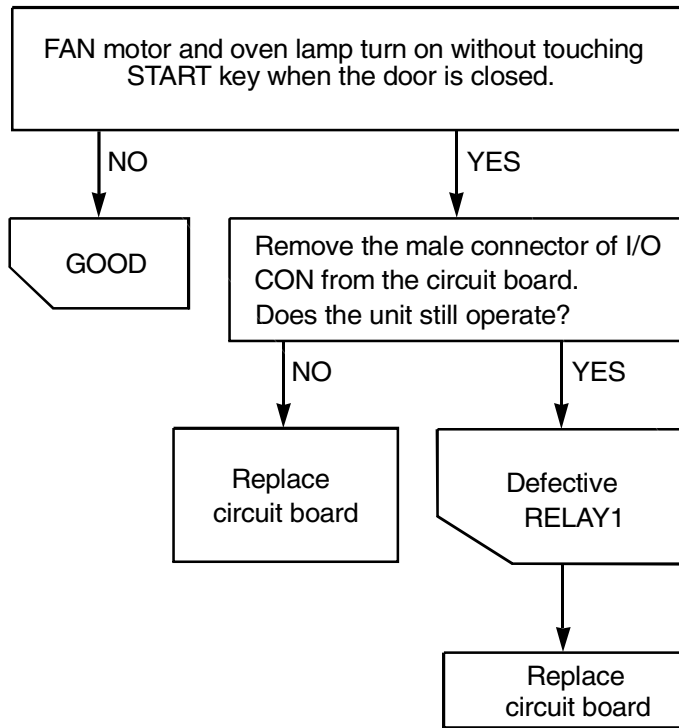 FAN motor and oven lamp turn on without touching
START key when the door is closed.
NO
YES
GOOD
Remove the male connector of I/O
CON from the circuit board.
Does the unit still operate?
NO
YES
Replace
circuit board
Defective
RELAY1
Replace
circuit board